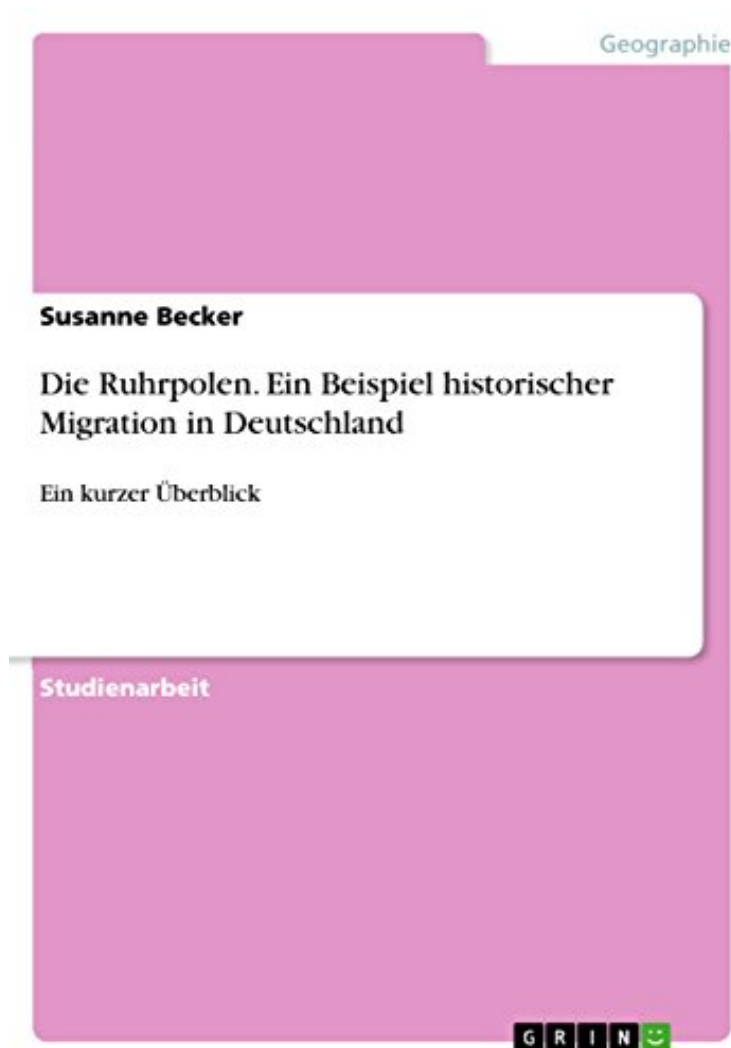 Geographie
Susanne Becker
Die Ruhrpolen. Ein Beispiel historischer
Migration in Deutschland
Ein kurzer Überblick
Studienarbeit
GRIN